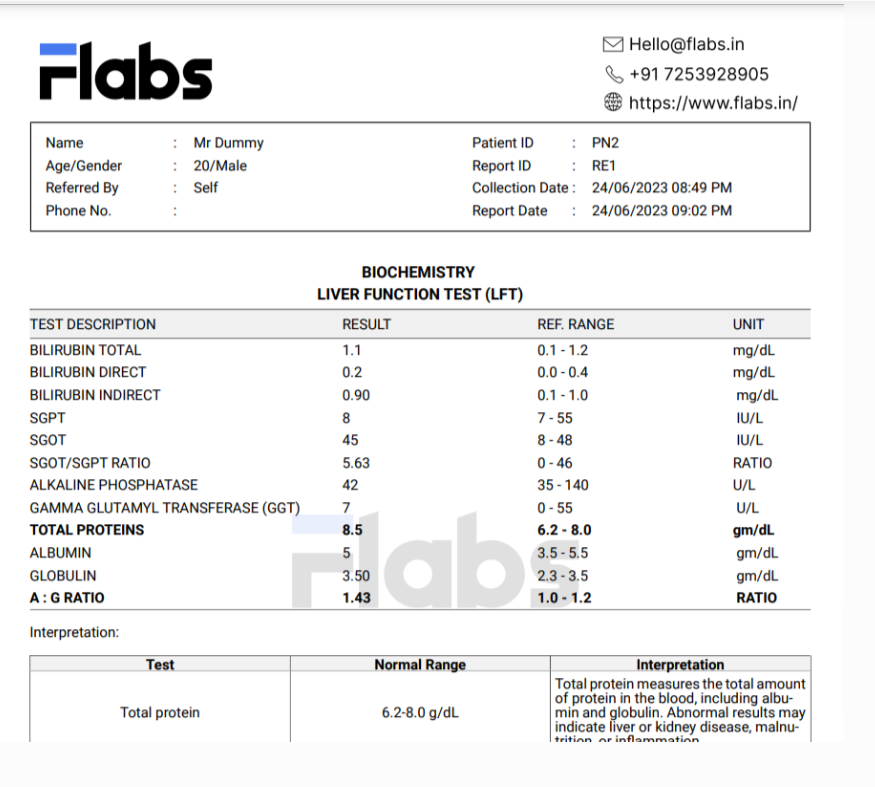 Flabs
Hello@flabs.in
+91 7253928905
https://www.flabs.in/
Name : Mr Dummy Patient ID : PN2
Age/Gender : 20/Male Report ID : RE1
Referred By : Self Collection Date : 24/06/2023 08:49 PM
Phone No. : Report Date : 24/06/2023 09:02 PM
BIOCHEMISTRY
LIVER FUNCTION TEST (LFT)
TEST DESCRIPTION RESULT REF. RANGE UNIT
BILIRUBIN TOTAL 1.1 0.1 - 1.2 mg/dL
BILIRUBIN DIRECT 0.2 0.0 - 0.4 mg/dL
BILIRUBIN INDIRECT 0.90 0.1 - 1.0 mg/dL
SGPT 8 7 - 55 IU/L
SGOT 45 8 - 48 IU/L
SGOT/SGPT RATIO 5.63 0 - 46 RATIO
ALKALINE PHOSPHATASE 42 35 - 140 U/L
GAMMA GLUTAMYL TRANSFERASE (GGT) 7 0 - 55 U/L
TOTAL PROTEINS 8.5 6.2 - 8.0 gm/dL
ALBUMIN 5 3.5 - 5.5 gm/dL
GLOBULIN 3.50 2.3 - 3.5 gm/dL
A : G RATIO 1.43 1.0 - 1.2 RATIO
Flabs
Interpretation:
Test Normal Range Interpretation
Total protein 6.2-8.0 g/dL
Total protein measures the total amount
of protein in the blood, including albu-
min and globulin. Abnormal results may
indicate liver or kidney disease, malnu-
trition, or inflammation.